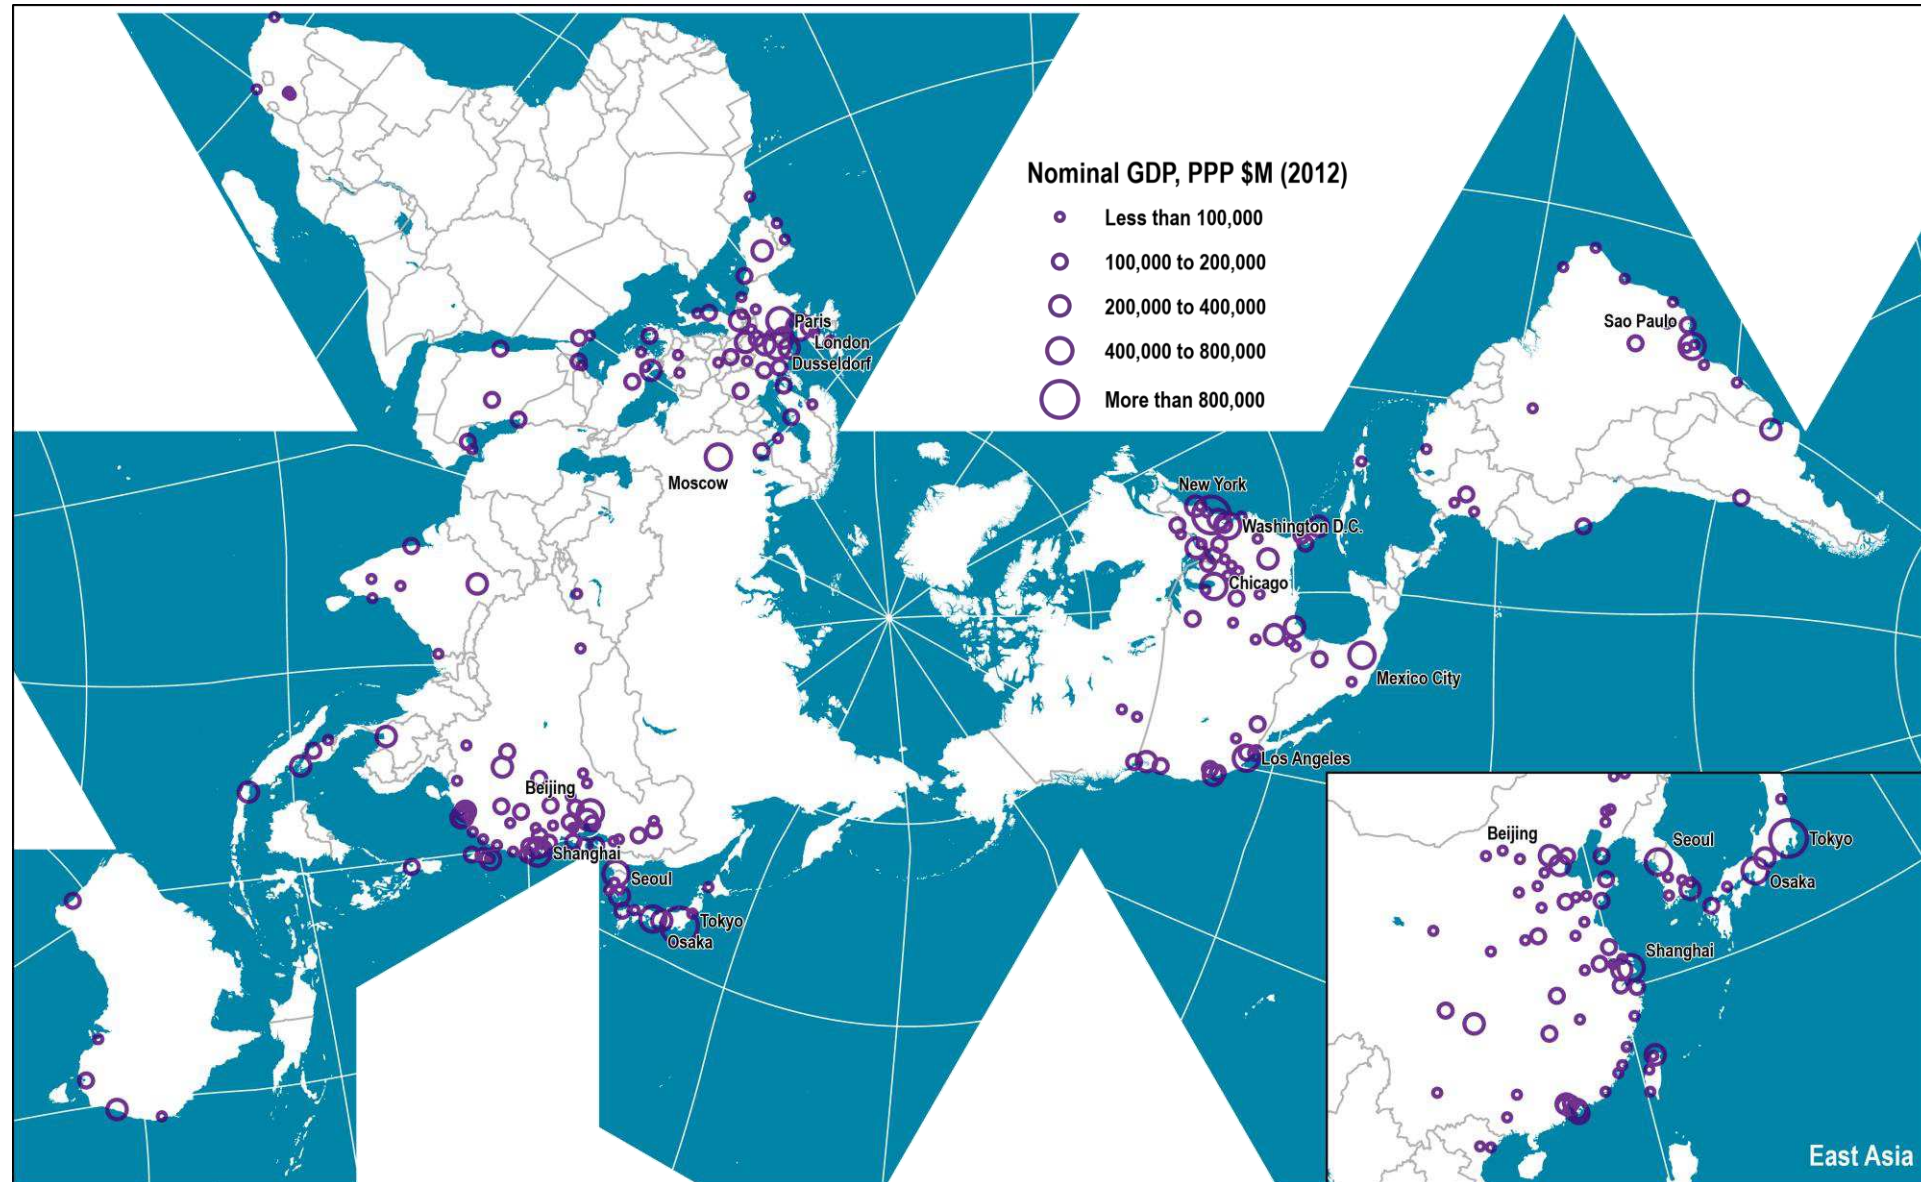 Nominal GDP, PPP $M (2012)
Less than 100,000
100,000 to 200,000
200,000 to 400,000
400,000 to 800,000
More than 800,000
Paris
London
Dusseldorf
Moscow
Sao Paulo
New York
Washington D.C.
Chicago
Mexico City
Los Angeles
Beijing
Shanghai
Seoul
Tokyo
Osaka
Beijing
Seoul
Tokyo
Osaka
Shanghai
East Asia